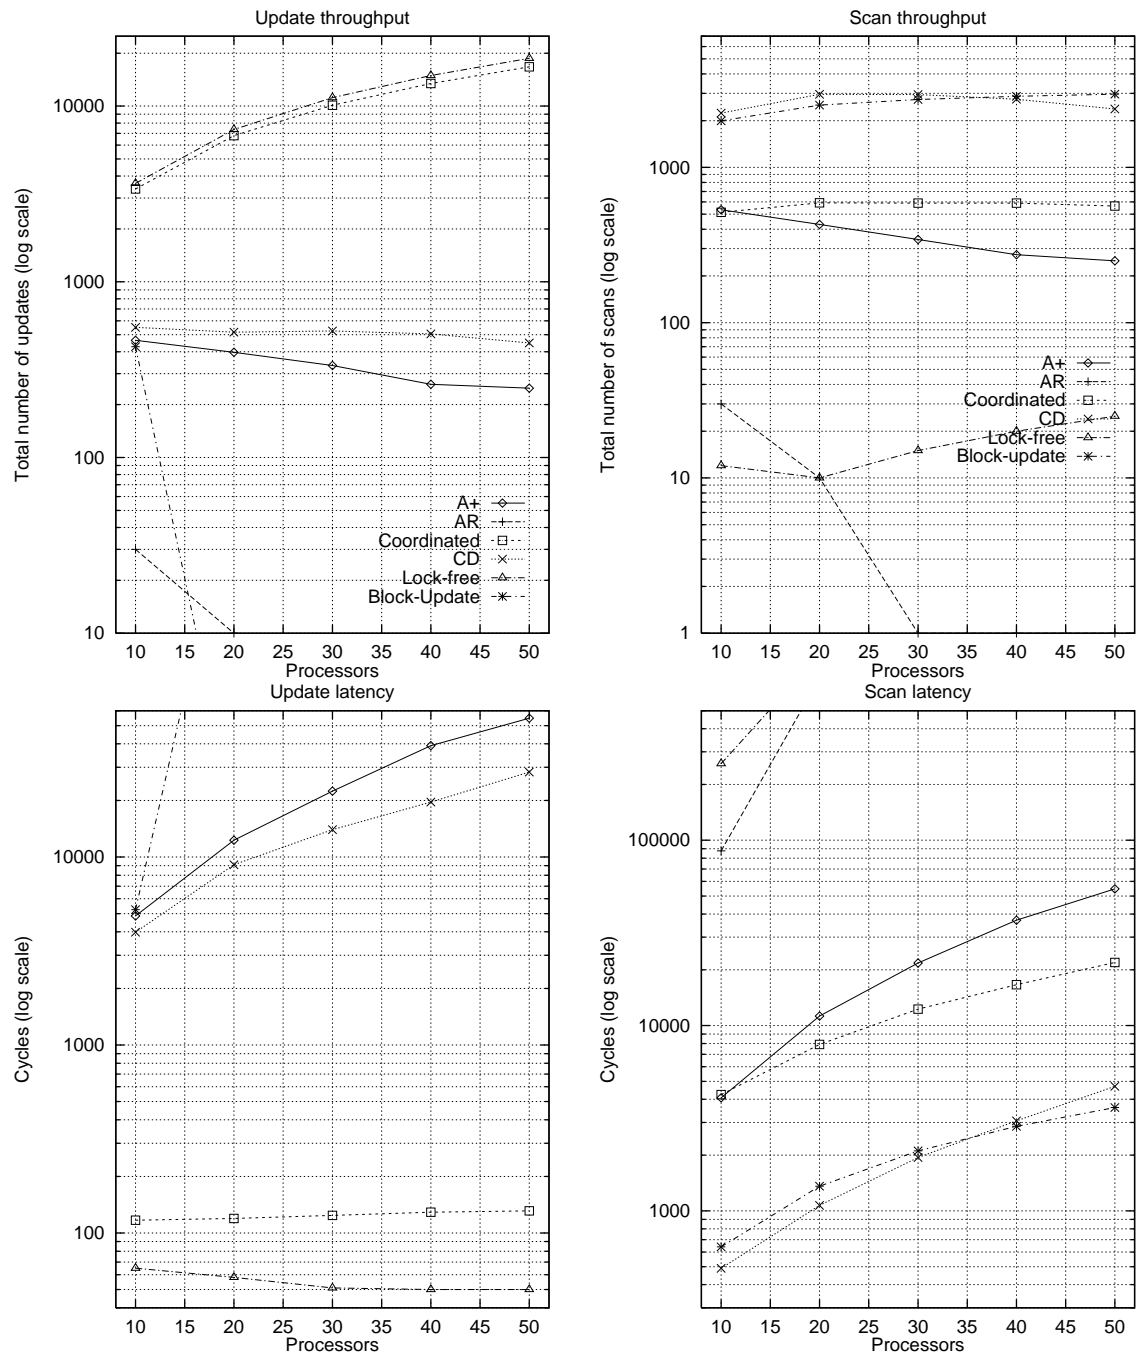 Update throughput
Total number of updates (log scale)
10000
1000
100
10
A+
AR
Coordinated
CD
Lock-free
Block-Update
10 15 20 25 30 35 40 45 50
Processors
Scan throughput
Total number of scans (log scale)
1000
100
10
1
A+
AR
Coordinated
CD
Lock-free
Block-update
10 15 20 25 30 35 40 45 50
Processors
Update latency
Cycles (log scale)
10000
1000
100
10 15 20 25 30 35 40 45 50
Processors
Scan latency
Cycles (log scale)
100000
10000
1000
10 15 20 25 30 35 40 45 50
Processors